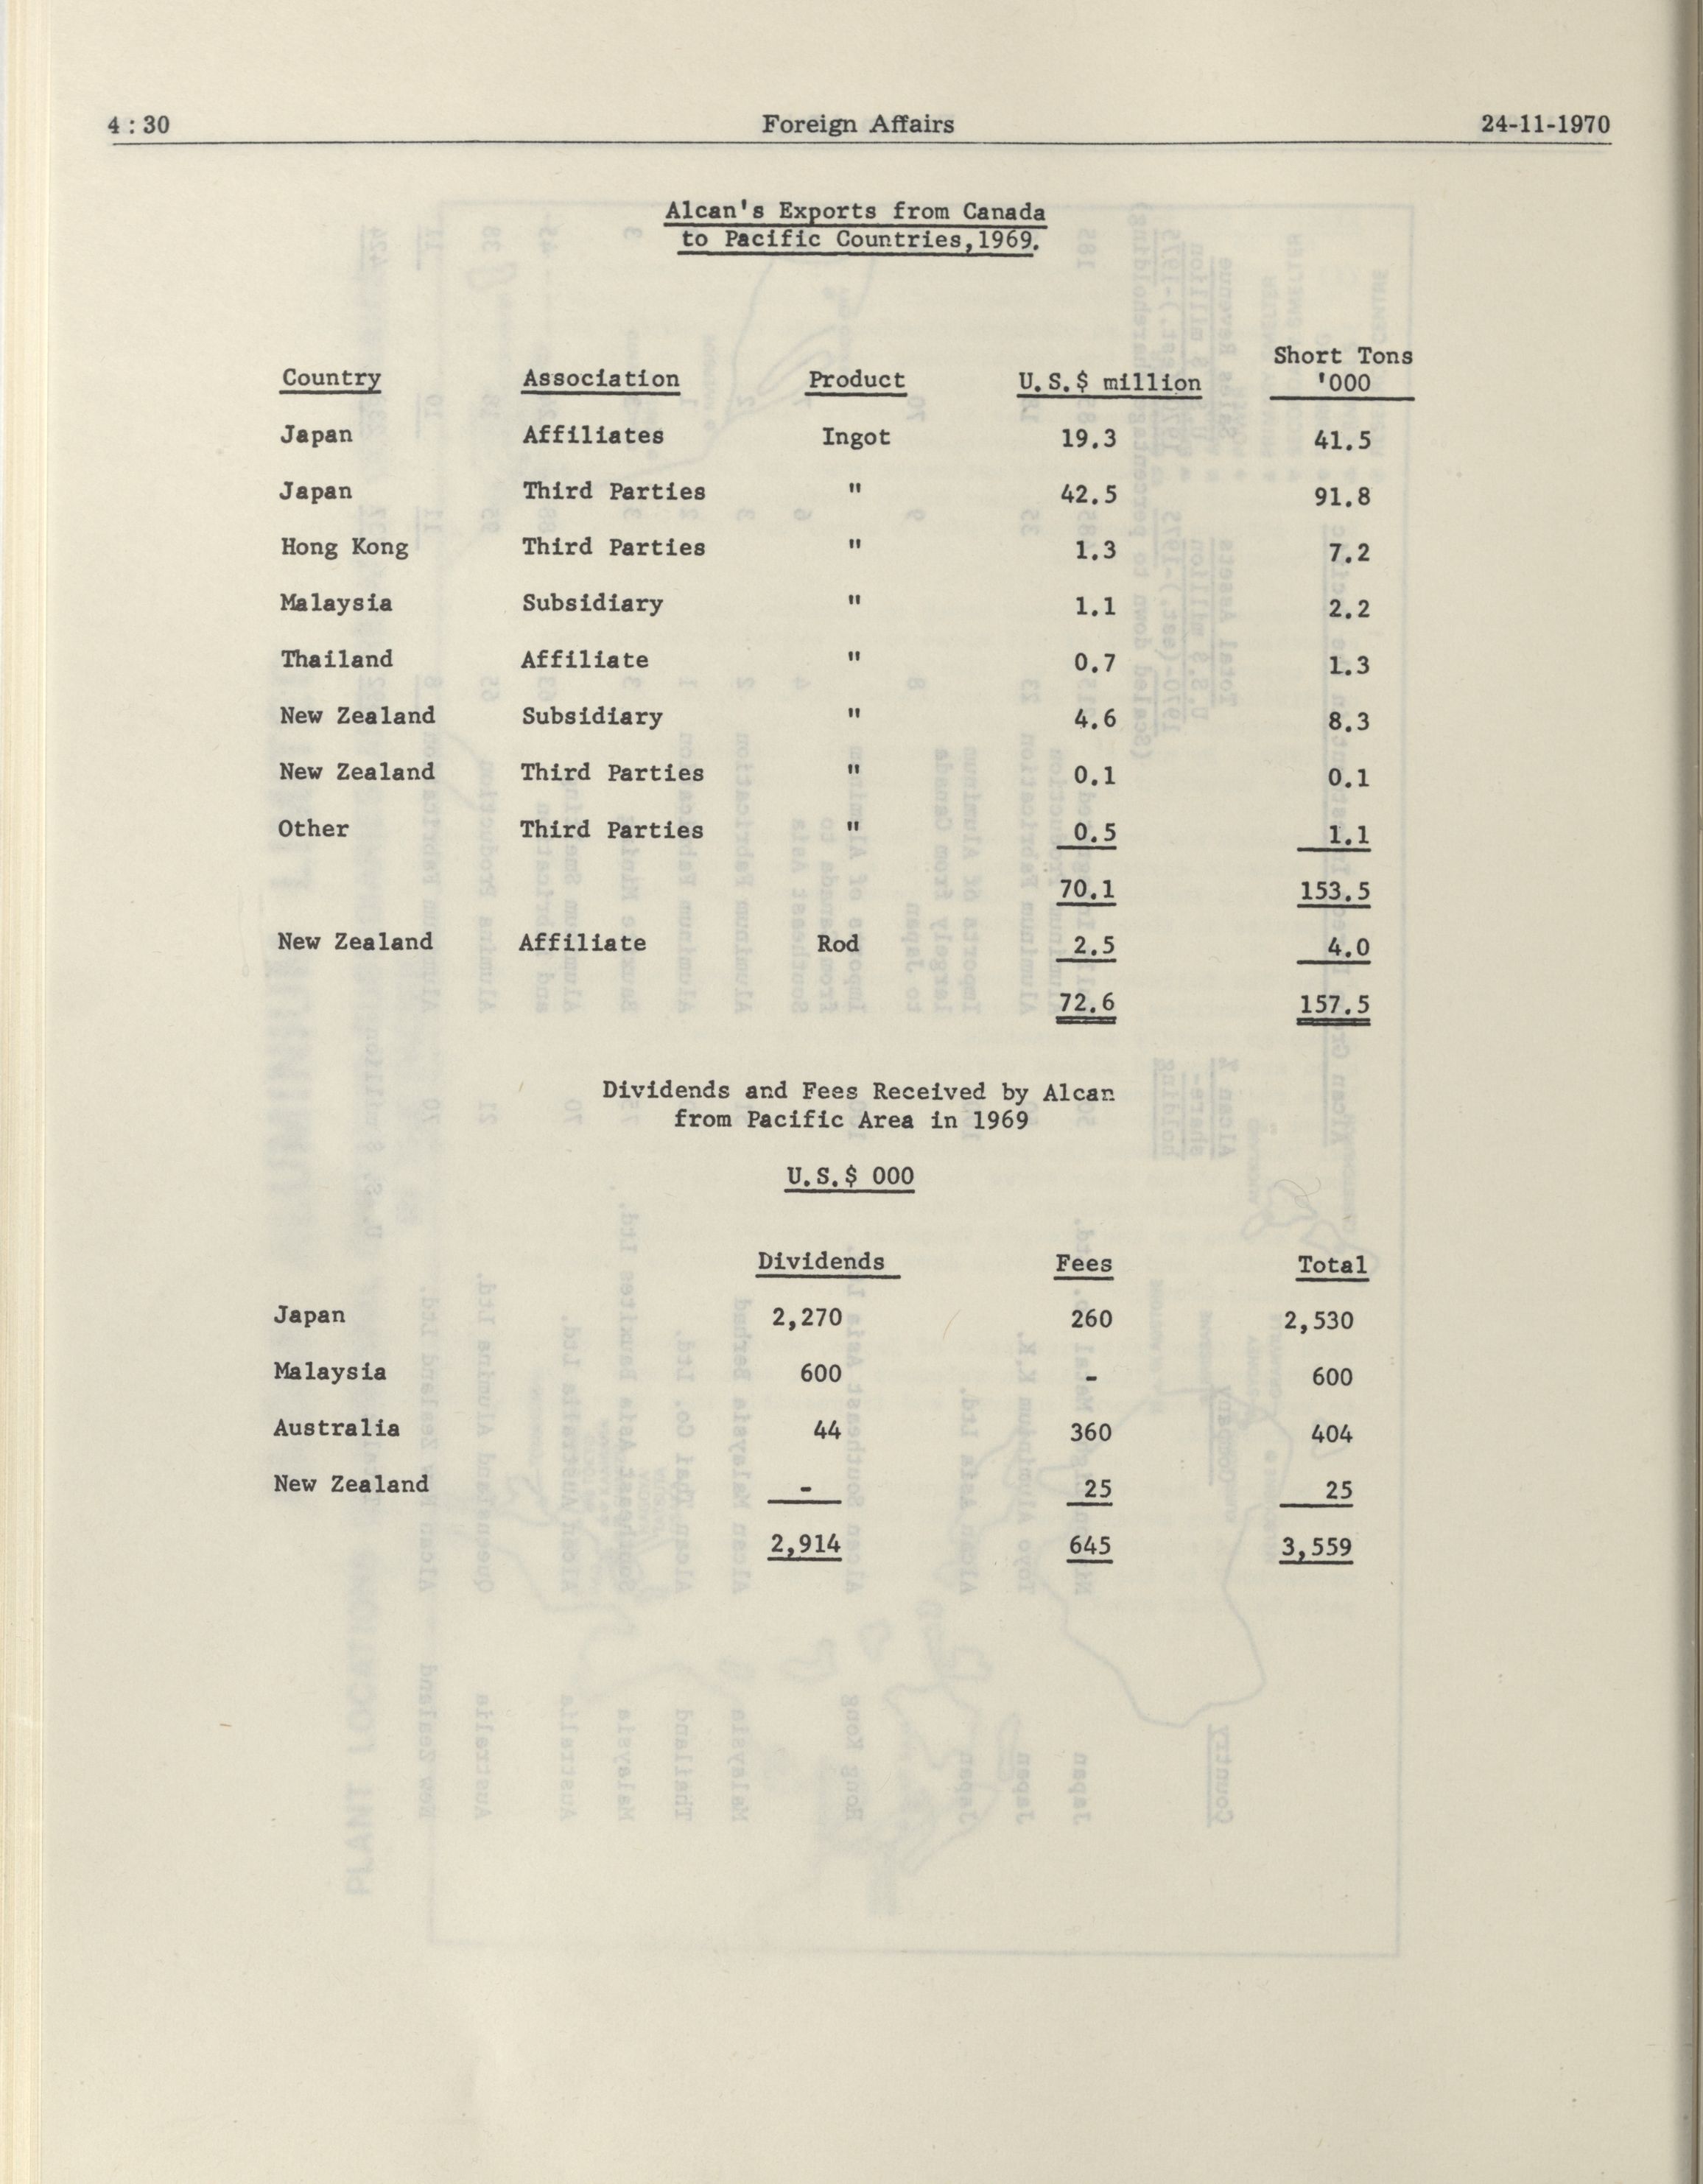 4 : 30 Foreign Affairs 24-11-1970
Alcan's Exports from Canada
to Pacific Countries,1969.
Country Association Product U.S.$ million Short Tons '000
Japan Affiliates Ingot 19.3 41.5
Japan Third Parties " 42.5 91.8
Hong Kong Third Parties " 1.3 7.2
Malaysia Subsidiary " 1.1 2.2
Thailand Affiliate " 0.7 1.3
New Zealand Subsidiary " 4.6 8.3
New Zealand Third Parties " 0.1 0.1
Other Third Parties " 0.5 1.1
70.1 153.5
New Zealand Affiliate Rod 2.5 4.0
72.6 157.5
Dividends and Fees Received by Alcan
from Pacific Area in 1969
U.S.$ 000
Dividends Fees Total
Japan 2,270 260 2,530
Malaysia 600 - 600
Australia 44 360 404
New Zealand - 25 25
2,914 645 3,559